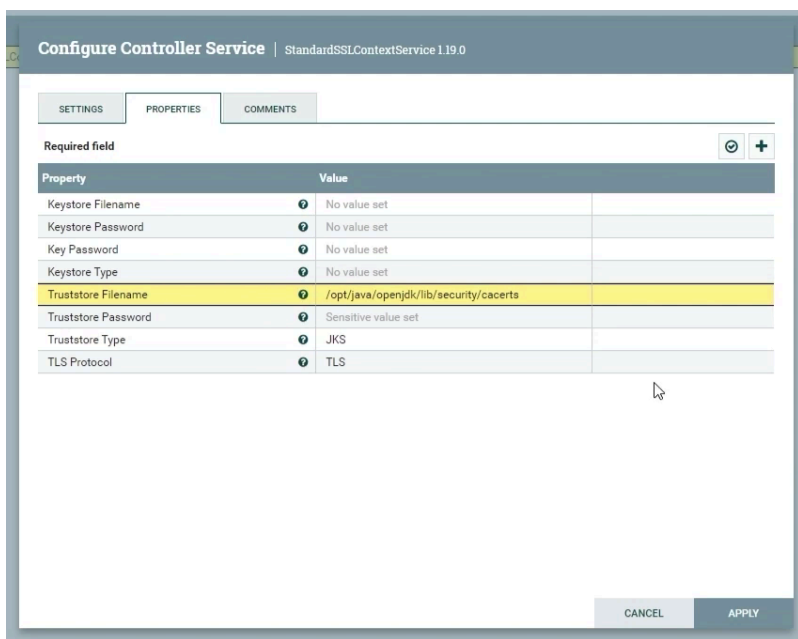 Configure Controller Service | StandardSSLContextService 1.19.0
SETTINGS PROPERTIES COMMENTS
Required field
Property Value
Keystore Filename No value set
Keystore Password No value set
Key Password No value set
Keystore Type No value set
Truststore Filename /opt/java/openjdk/lib/security/cacerts
Truststore Password Sensitive value set
Truststore Type JKS
TLS Protocol TLS
CANCEL APPLY